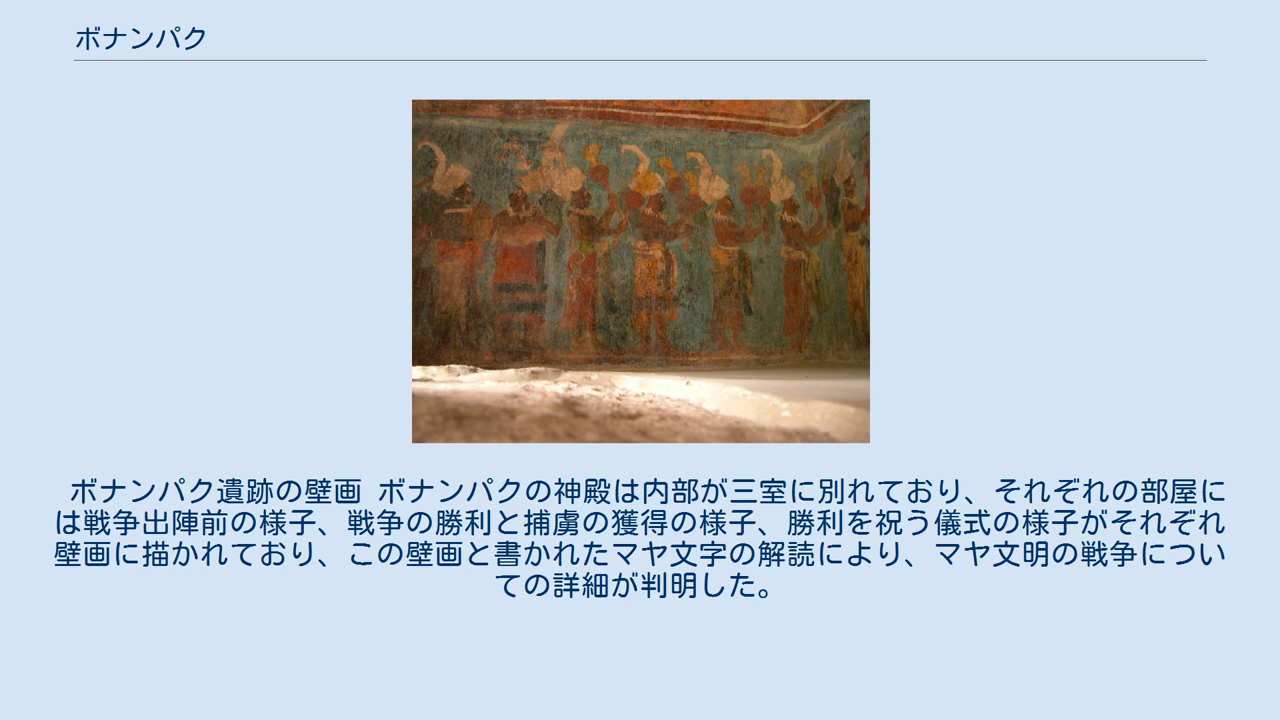 ボナンパク
ボナンパク遺跡の壁画 ボナンパクの神殿は内部が三室に別れており、それぞれの部屋に
は戦争出陣前の様子、戦争の勝利と捕虜の獲得の様子、勝利を祝う儀式の様子がそれぞれ
壁画に描かれており、この壁画と書かれたマヤ文字の解読により、マヤ文明の戦争につい
ての詳細が判明した。